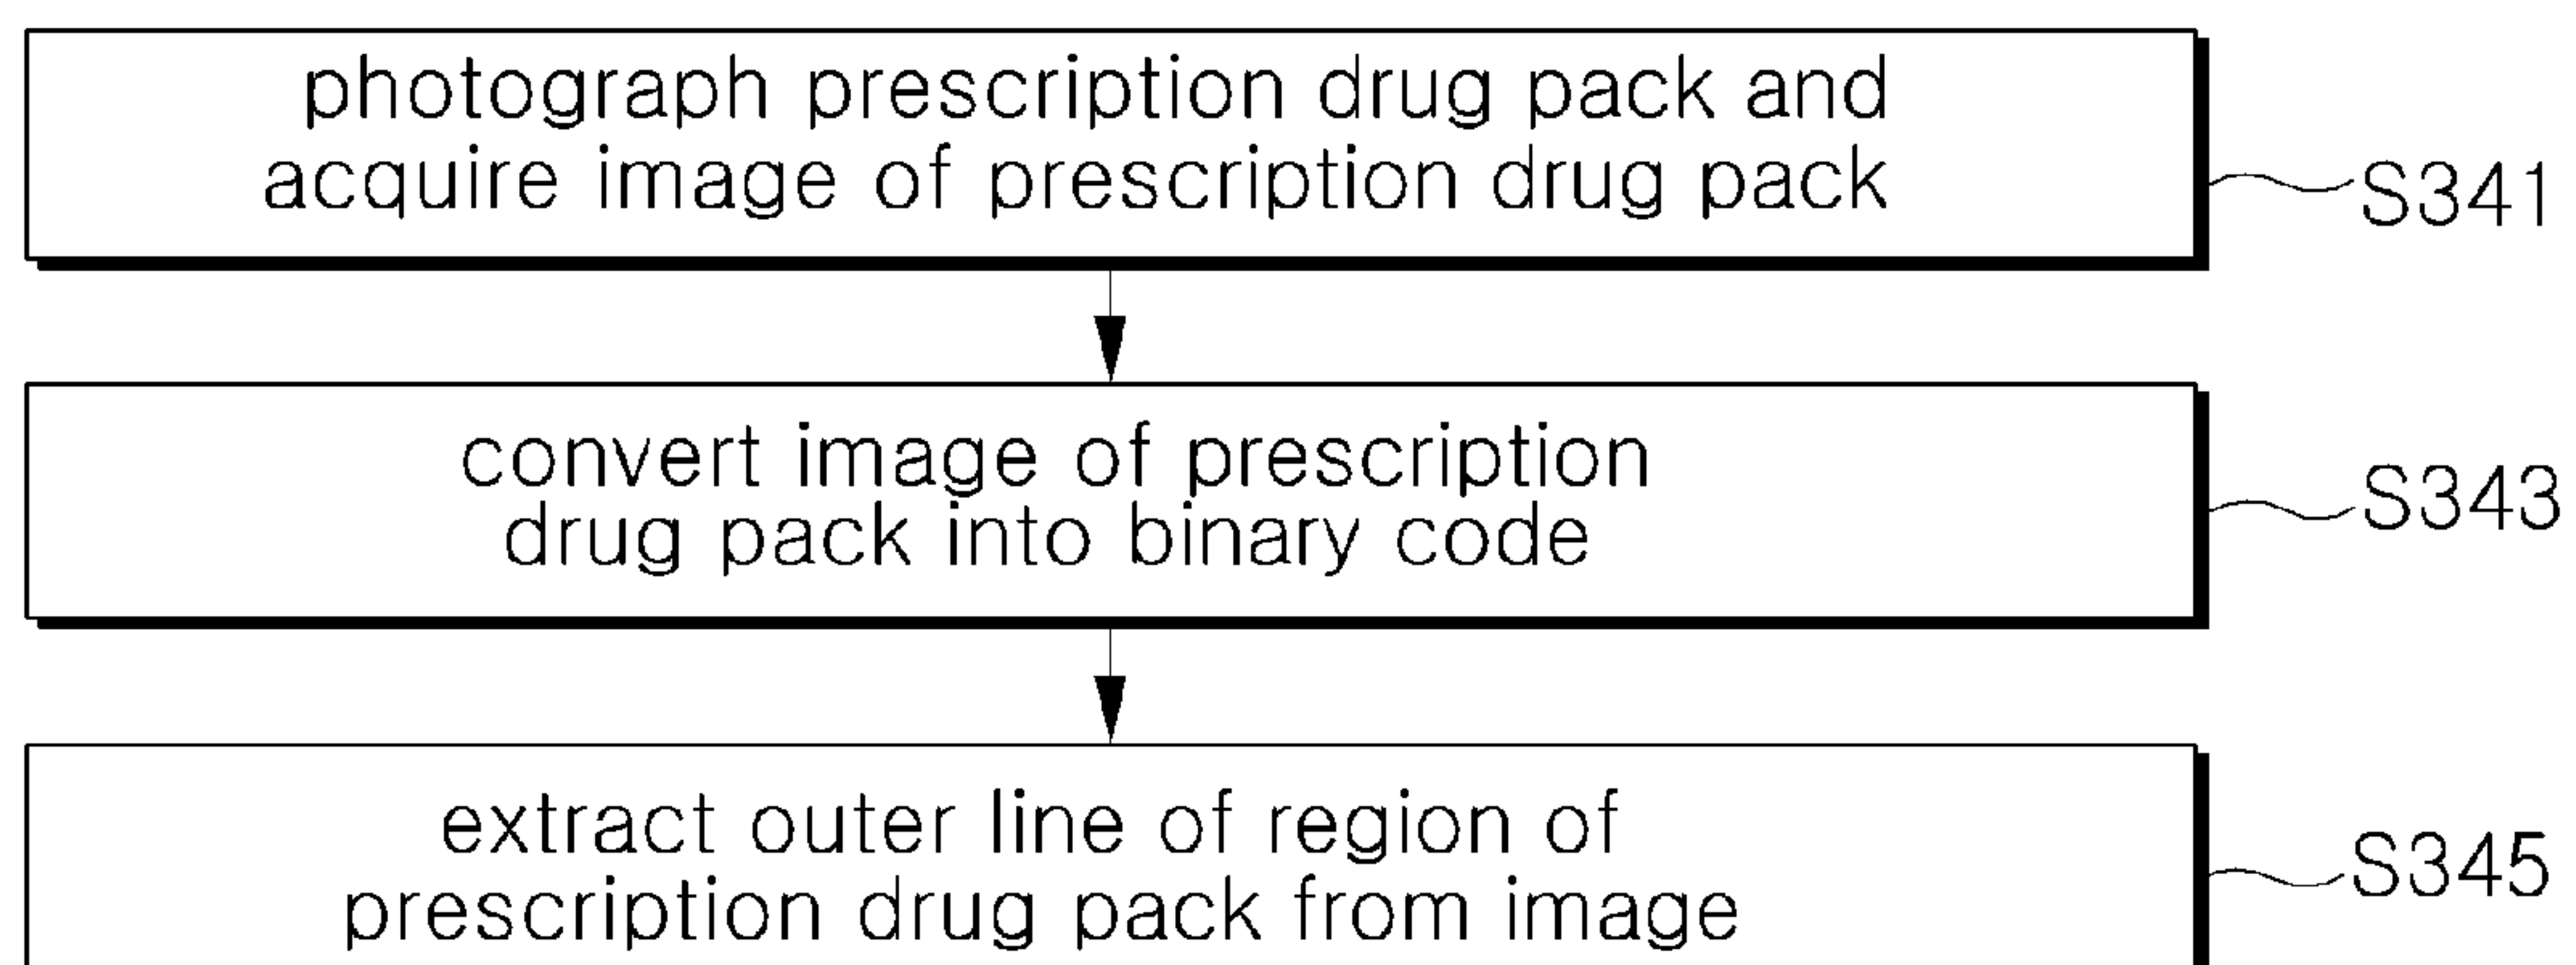 photograph prescription drug pack and
acquire image of prescription drug pack
S341
convert image of prescription
drug pack into binary code
S343
extract outer line of region of
prescription drug pack from image
S345